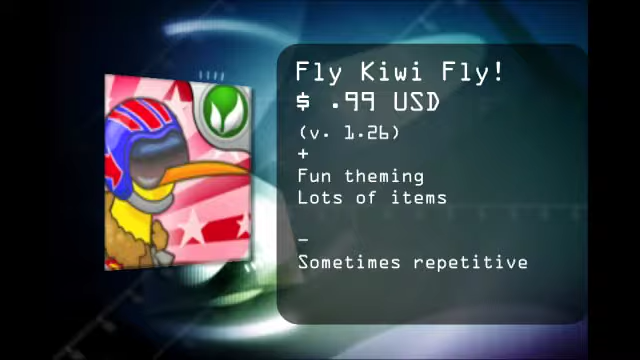 Fly Kiwi Fly!
$ .99 USD
(v. 1.26)
+
Fun theming
Lots of items
-
Sometimes repetitive